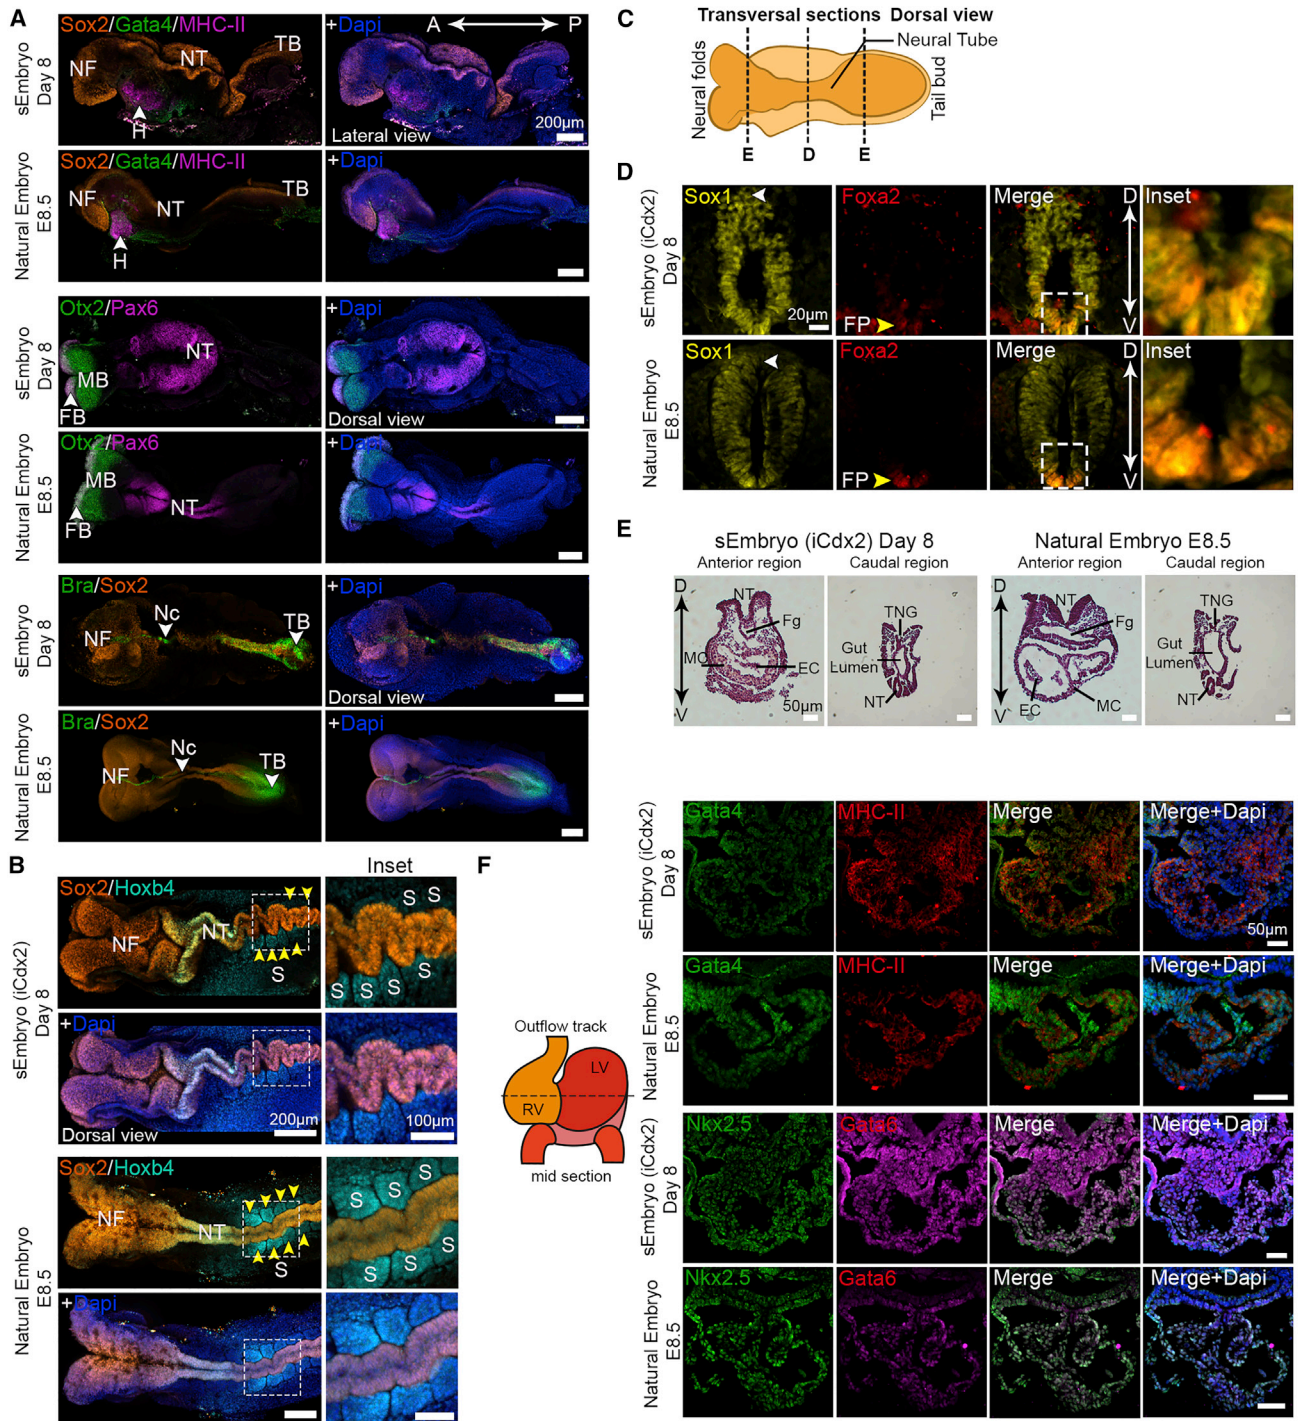 A
Sox2/Gata4/MHC-II
+Dapi
A
P
NF
NT
TB
H
sEmbryo
Day 8
200µm
Lateral view
Sox2/Gata4/MHC-II
NF
NT
TB
H
Natural Embryo
E8.5
Otx2/Pax6
+Dapi
NT
MB
FB
sEmbryo
Day 8
Dorsal view
Otx2/Pax6
+Dapi
MB
NT
FB
Natural Embryo
E8.5
Bra/Sox2
+Dapi
Nc
NF
TB
sEmbryo
Day 8
Dorsal view
Bra/Sox2
+Dapi
Nc
NF
TB
Natural Embryo
E8.5
B
Inset
Sox2/Hoxb4
NF
NT
S
S
S
S
S
S
S
sEmbryo (iCdx2)
Day 8
+Dapi
200µm
100µm
Dorsal view
Sox2/Hoxb4
NF
NT
S
S
S
S
S
S
S
Natural Embryo
E8.5
+Dapi
C
Transversal sections
Dorsal view
Neural Tube
Neural folds
Tail bud
E
D
E
D
Sox1
Foxa2
Merge
D
V
Inset
FP
20µm
sEmbryo (iCdx2)
Day 8
Sox1
Foxa2
Merge
D
V
Inset
FP
Natural Embryo
E8.5
E
sEmbryo (iCdx2) Day 8
Natural Embryo E8.5
Anterior region
Caudal region
Anterior region
Caudal region
D
V
NT
Fg
MC
EC
50µm
TNG
Gut
Lumen
NT
D
V
NT
Fg
EC
MC
TNG
Gut
Lumen
NT
F
Outflow track
LV
RV
mid section
Gata4
MHC-II
Merge
Merge+Dapi
50µm
sEmbryo (iCdx2)
Day 8
Gata4
MHC-II
Merge
Merge+Dapi
Natural Embryo
E8.5
Nkx2.5
Gata6
Merge
Merge+Dapi
sEmbryo (iCdx2)
Day 8
Nkx2.5
Gata6
Merge
Merge+Dapi
Natural Embryo
E8.5